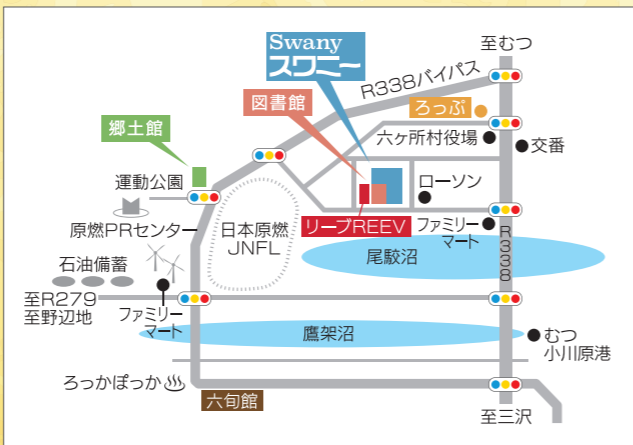 Swany
スワニー
至むつ
R338バイパス
図書館
ろっぷ
郷土館
六ヶ所村役場
交番
運動公園
ローソン
原燃PRセンター
日本原燃
JNFL
リーブREEV
ファミリー
マート
R338
石油備蓄
尾駮沼
至R279
至野辺地
ファミリー
マート
鷹架沼
むつ
小川原港
ろっかぽっか
六旬館
至三沢